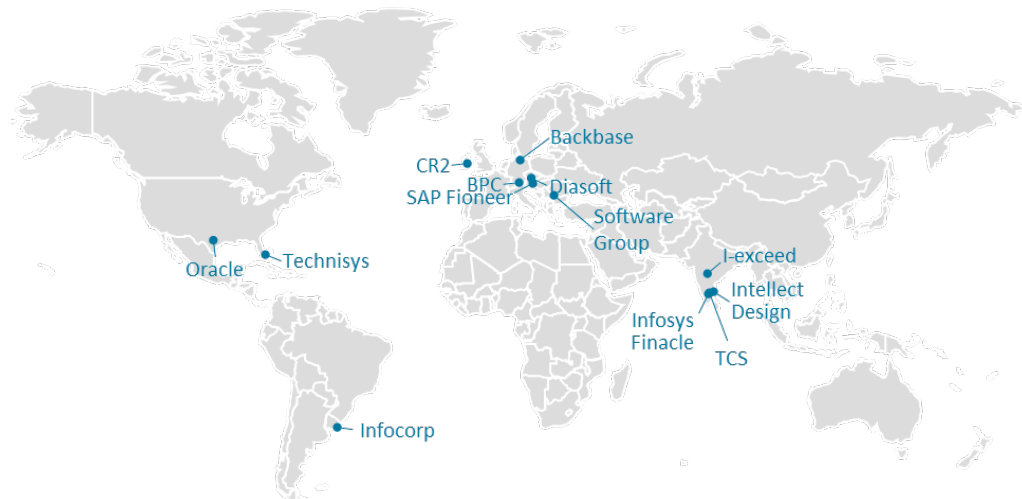 Backbase
CR2
BPC
Diasoft
SAP Fioneer
Software
Group
Oracle
Technisys
I-exceed
Intellect
Design
Infosys
Finacle
TCS
Infocorp